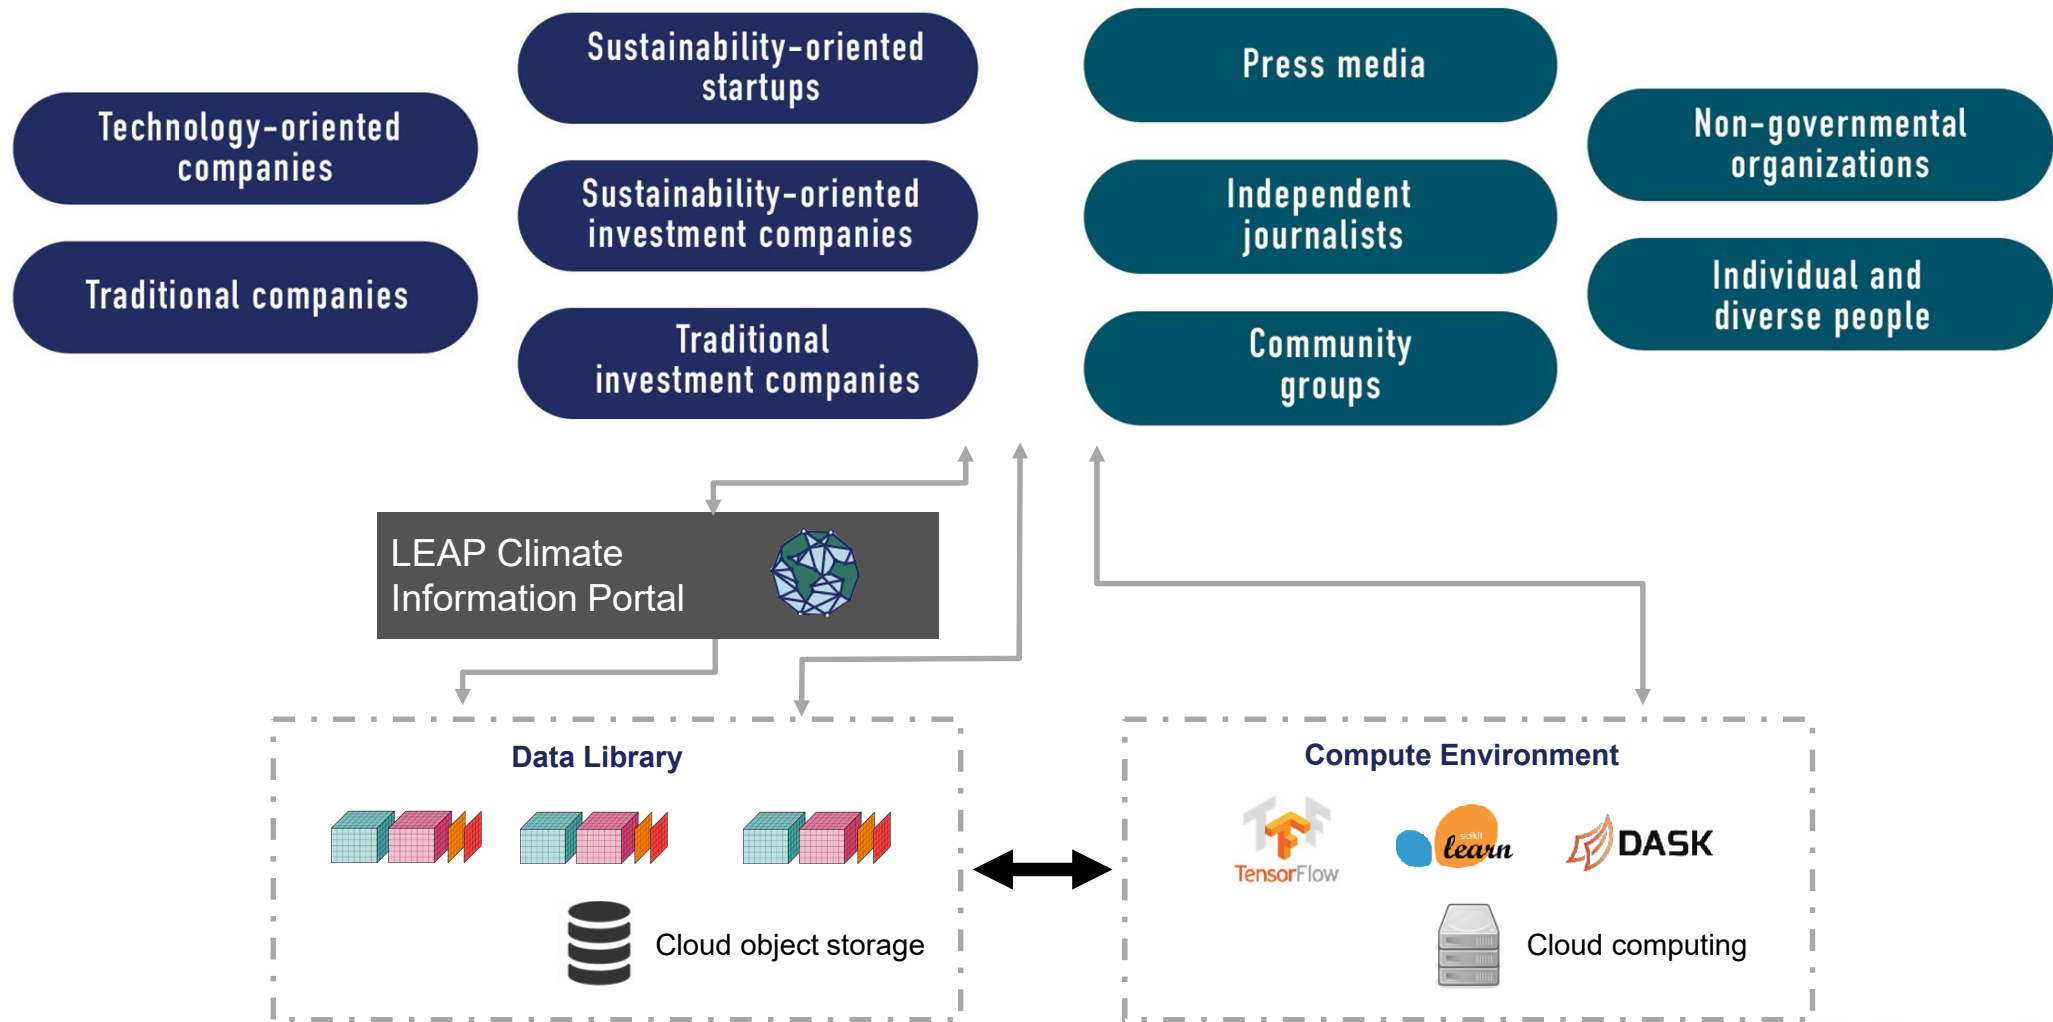 Technology-oriented
companies
Traditional companies
Sustainability-oriented
startups
Sustainability-oriented
investment companies
Traditional
investment companies
Press media
Independent
journalists
Community
groups
Non-governmental
organizations
Individual and
diverse people
LEAP Climate
Information Portal
Data Library
Cloud object storage
Compute Environment
TensorFlow
scikit
learn
DASK
Cloud computing